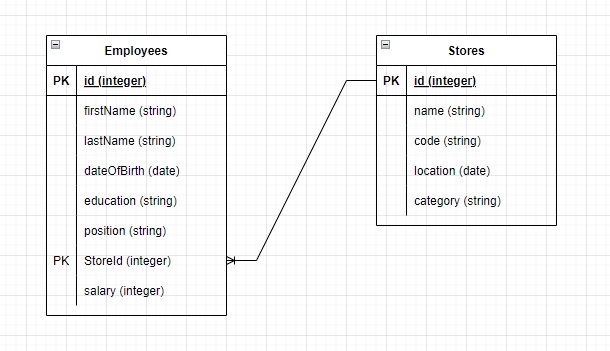 Employees
PK id (integer)
firstName (string)
lastName (string)
dateOfBirth (date)
education (string)
position (string)
PK StoreId (integer)
salary (integer)
Stores
PK id (integer)
name (string)
code (string)
location (date)
category (string)